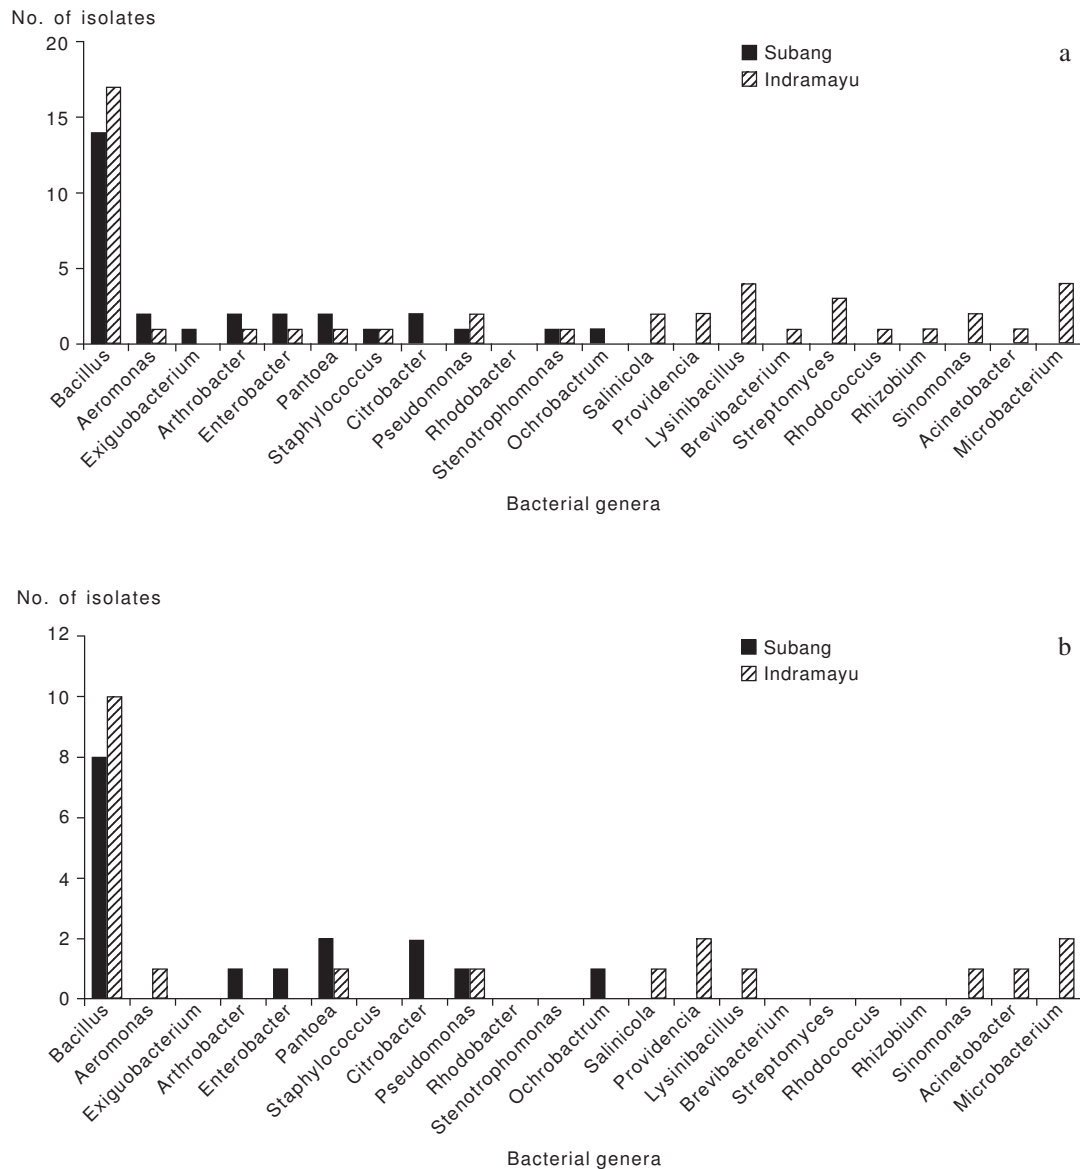 No. of isolates
20
15
10
5
0
Subang
Indramayu
a
Bacillus
Aeromonas
Exiguobacterium
Arthrobacter
Enterobacter
Pantoea
Staphylococcus
Citrobacter
Pseudomonas
Rhodobacter
Stenotrophomonas
Ochrobactrum
Salinicola
Providencia
Lysinibacillus
Brevibacterium
Streptomyces
Rhodococcus
Rhizobium
Sinomonas
Acinetobacter
Microbacterium
Bacterial genera
No. of isolates
12
10
8
6
4
2
0
Subang
Indramayu
b
Bacillus
Aeromonas
Exiguobacterium
Arthrobacter
Enterobacter
Pantoea
Staphylococcus
Citrobacter
Pseudomonas
Rhodobacter
Stenotrophomonas
Ochrobactrum
Salinicola
Providencia
Lysinibacillus
Brevibacterium
Streptomyces
Rhodococcus
Rhizobium
Sinomonas
Acinetobacter
Microbacterium
Bacterial genera